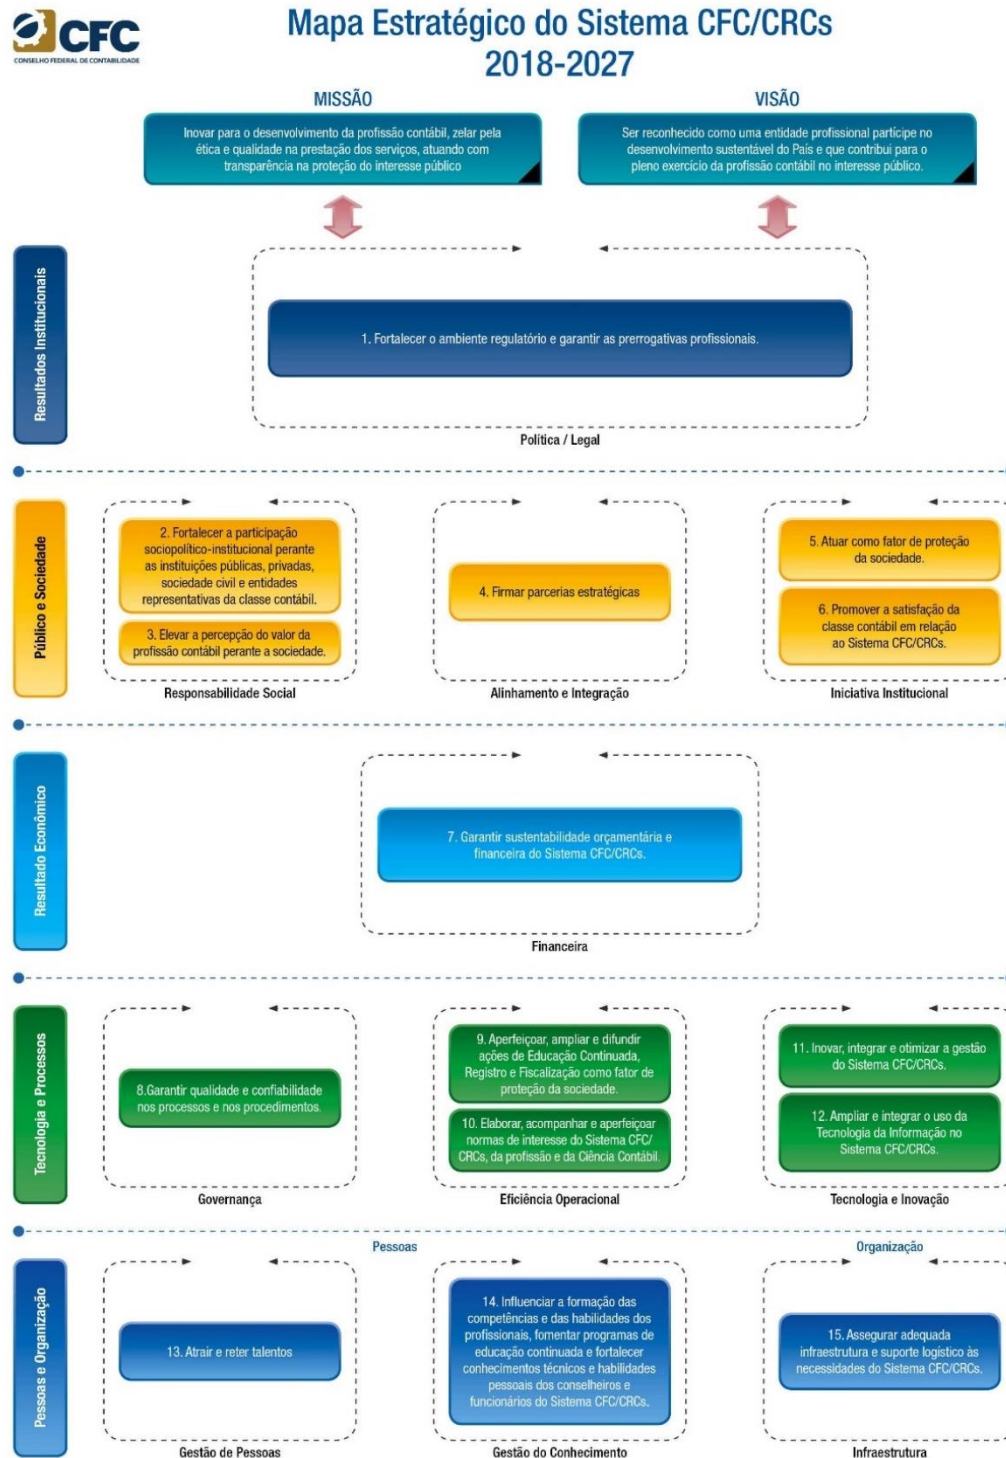 CFC
CONSELHO FEDERAL DE CONTABILIDADE
Mapa Estratégico do Sistema CFC/CRCs
2018-2027
MISSÃO
Inovar para o desenvolvimento da profissão contábil, zelar pela
ética e qualidade na prestação dos serviços, atuando com
transparência na proteção do interesse público
VISÃO
Ser reconhecido como uma entidade profissional partícipe no
desenvolvimento sustentável do País e que contribui para o
pleno exercício da profissão contábil no interesse público.
Resultados Institucionais
1. Fortalecer o ambiente regulatório e garantir as prerrogativas profissionais.
Política / Legal
Público e Sociedade
2. Fortalecer a participação
sociopolítico-institucional perante
as instituições públicas, privadas,
sociedade civil e entidades
representativas da classe contábil.
3. Elevar a percepção do valor da
profissão contábil perante a sociedade.
Responsabilidade Social
4. Firmar parcerias estratégicas
Alinhamento e Integração
5. Atuar como fator de proteção
da sociedade.
6. Promover a satisfação da
classe contábil em relação
ao Sistema CFC/CRCs.
Iniciativa Institucional
Resultado Econômico
7. Garantir sustentabilidade orçamentária e
financeira do Sistema CFC/CRCs.
Financeira
Tecnologia e Processos
8.Garantir qualidade e confiabilidade
nos processos e nos procedimentos.
Governança
9. Aperfeiçoar, ampliar e difundir
ações de Educação Continuada,
Registro e Fiscalização como fator de
proteção da sociedade.
10. Elaborar, acompanhar e aperfeiçoar
normas de interesse do Sistema CFC/
CRCs, da profissão e da Ciência Contábil.
Eficiência Operacional
11. Inovar, integrar e otimizar a gestão
do Sistema CFC/CRCs.
12. Ampliar e integrar o uso da
Tecnologia da Informação no
Sistema CFC/CRCs.
Tecnologia e Inovação
Pessoas e Organização
Pessoas
Organização
13. Atrair e reter talentos
Gestão de Pessoas
14. Influenciar a formação das
competências e das habilidades dos
profissionais, fomentar programas de
educação continuada e fortalecer
conhecimentos técnicos e habilidades
pessoais dos conselheiros e
funcionários do Sistema CFC/CRCs.
Gestão do Conhecimento
15. Assegurar adequada
infraestrutura e suporte logístico às
necesidades do Sistema CFC/CRCs.
Infraestrutura